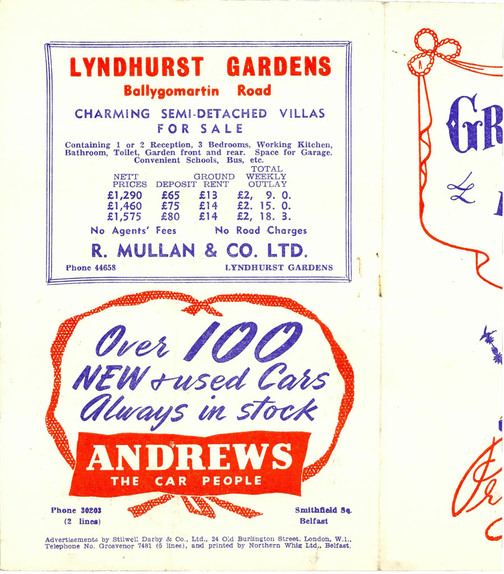 LYNDHURST GARDENS
Ballygomartin Road
CHARMING SEMI-DETACHED VILLAS
FOR SALE
Containing 1 or 2 Reception, 3 Bedrooms, Working Kitchen,
Bathroom, Toilet, Garden front and rear. Space for Garage.
Convenient Schools, Bus, etc.
TOTAL
NETT GROUND WEEKLY
PRICES DEPOSIT RENT OUTLAY
£1,290 £65 £13 £2, 9. 0.
£1,460 £75 £14 £2. 15. 0.
£1,575 £80 £14 £2, 18. 3.
No Agents' Fees No Road Charges
R. MULLAN & CO. LTD.
Phone 44658 LYNDHURST GARDENS
Over 100
NEW & used Cars
Always in stock
ANDREWS
THE CAR PEOPLE
Phone 30203 Smithfield Sq.
(2 lines) Belfast
Advertisements by Stilwell Darby & Co., Ltd., 24 Old Burlington Street. London, W.1.,
Telephone No. Grosvenor 7481 (6 lines), and printed by Northern Whig Ltd., Belfast.
GR